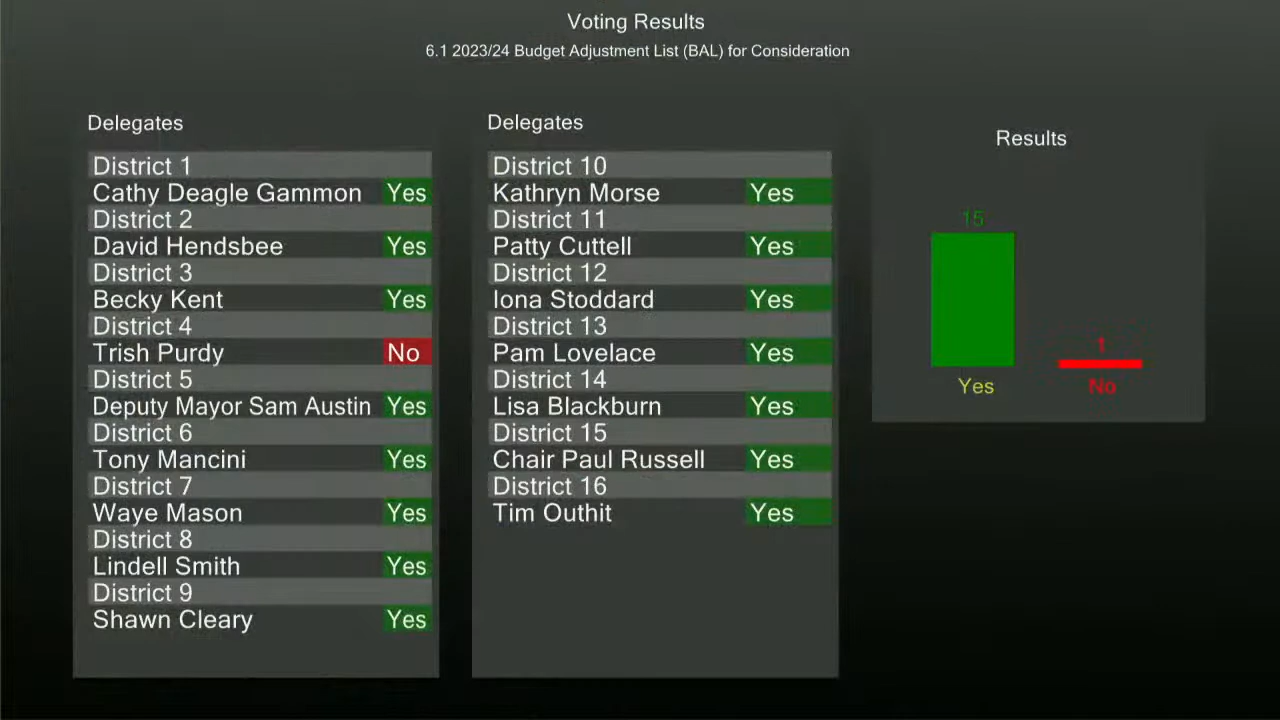 Voting Results
6.1 2023/24 Budget Adjustment List (BAL) for Consideration
Delegates
District 1
Cathy Deagle Gammon Yes
District 2
David Hendsbee Yes
District 3
Becky Kent Yes
District 4
Trish Purdy No
District 5
Deputy Mayor Sam Austin Yes
District 6
Tony Mancini Yes
District 7
Waye Mason Yes
District 8
Lindell Smith Yes
District 9
Shawn Cleary Yes
Delegates
District 10
Kathryn Morse Yes
District 11
Patty Cuttell Yes
District 12
Iona Stoddard Yes
District 13
Pam Lovelace Yes
District 14
Lisa Blackburn Yes
District 15
Chair Paul Russell Yes
District 16
Tim Outhit Yes
Results
15
1
Yes No